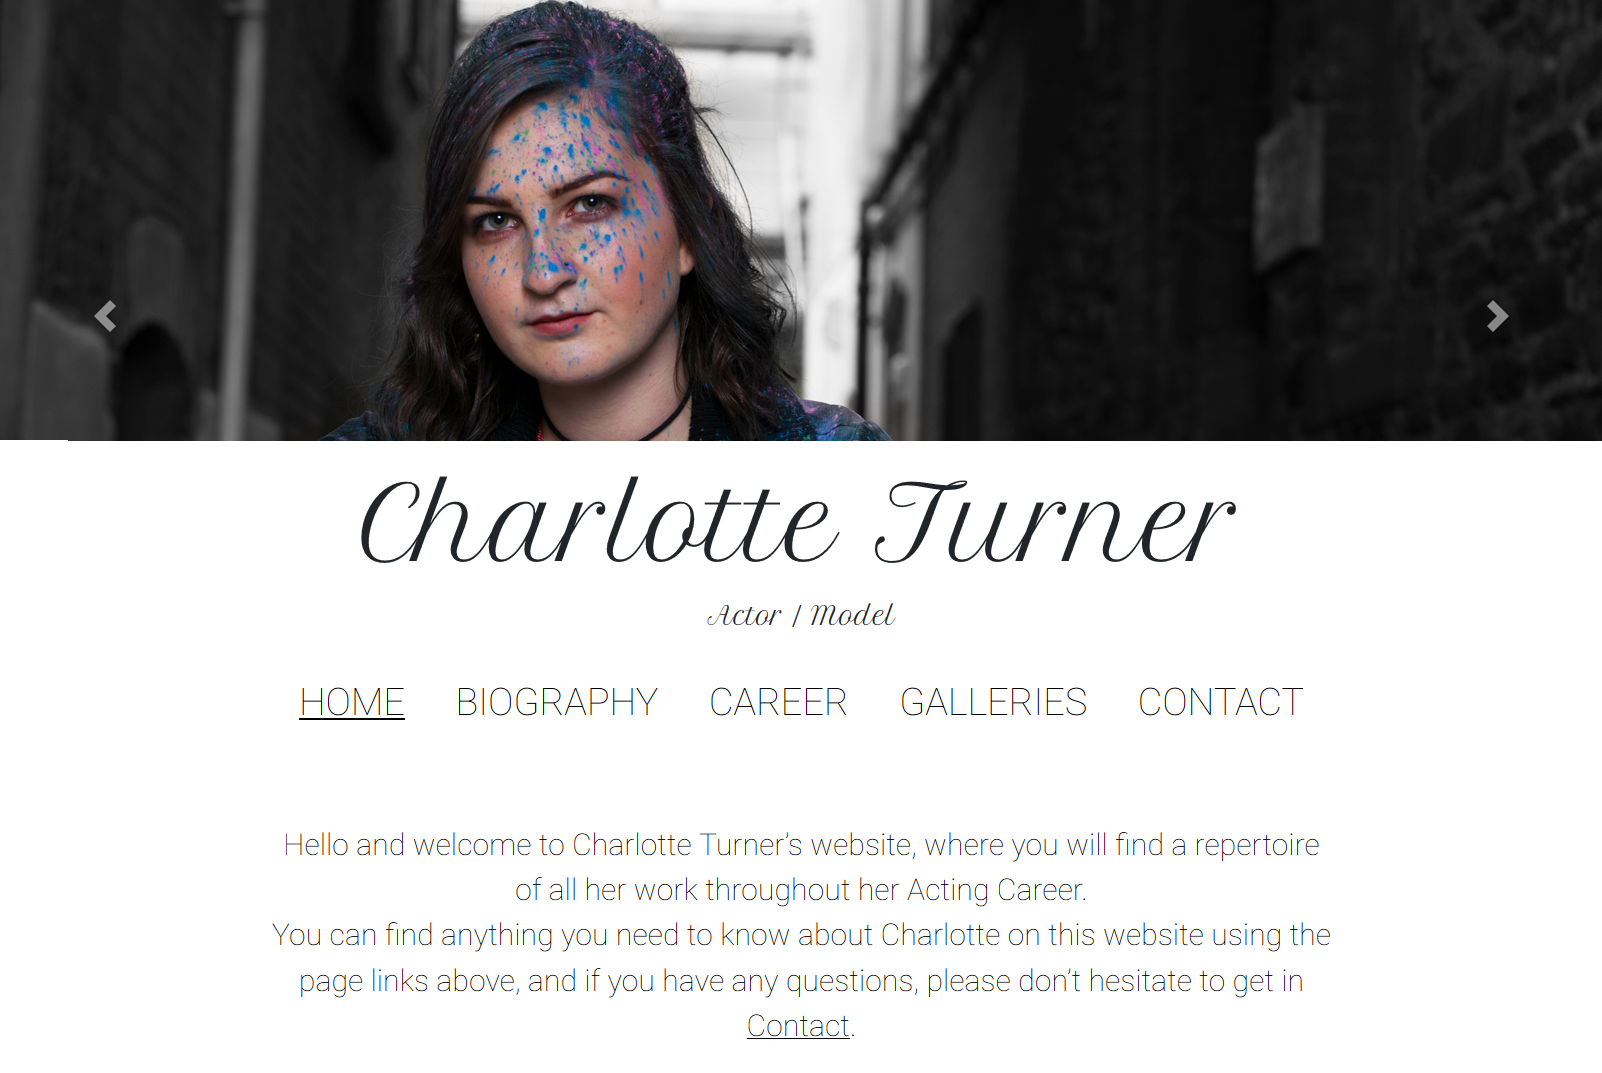 Charlotte Turner
Actor / Model
HOME BIOGRAPHY CAREER GALLERIES CONTACT
Hello and welcome to Charlotte Turner’s website, where you will find a repertoire
of all her work throughout her Acting Career.
You can find anything you need to know about Charlotte on this website using the
page links above, and if you have any questions, please don’t hesitate to get in
Contact.